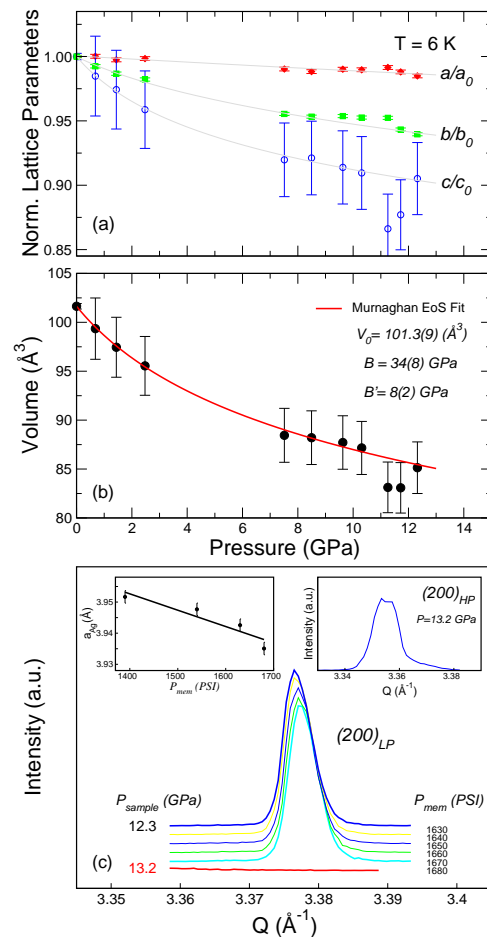 (a)
T = 6 K
a/a0
b/b0
c/c0
Norm. Lattice Parameters
1.00
0.95
0.90
0.85
(b)
Murnaghan EoS Fit
V0= 101.3(9) (Å3)
B = 34(8) GPa
B'= 8(2) GPa
Volume (Å3)
105
100
95
90
85
80
0 2 4 6 8 10 12 14
Pressure (GPa)
aAg(Å)
3.95
3.94
3.93
1400 1500 1600 1700
Pmem (PSI)
(200)HP
P=13.2 GPa
Intensity (a.u.)
3.34 3.36 3.38
Q (Å-1)
Intensity (a.u.)
(200)LP
Psample (GPa)
Pmem (PSI)
12.3
1630
1640
1650
1660
1670
13.2
1680
(c)
3.35 3.36 3.37 3.38 3.39 3.4
Q (Å-1)